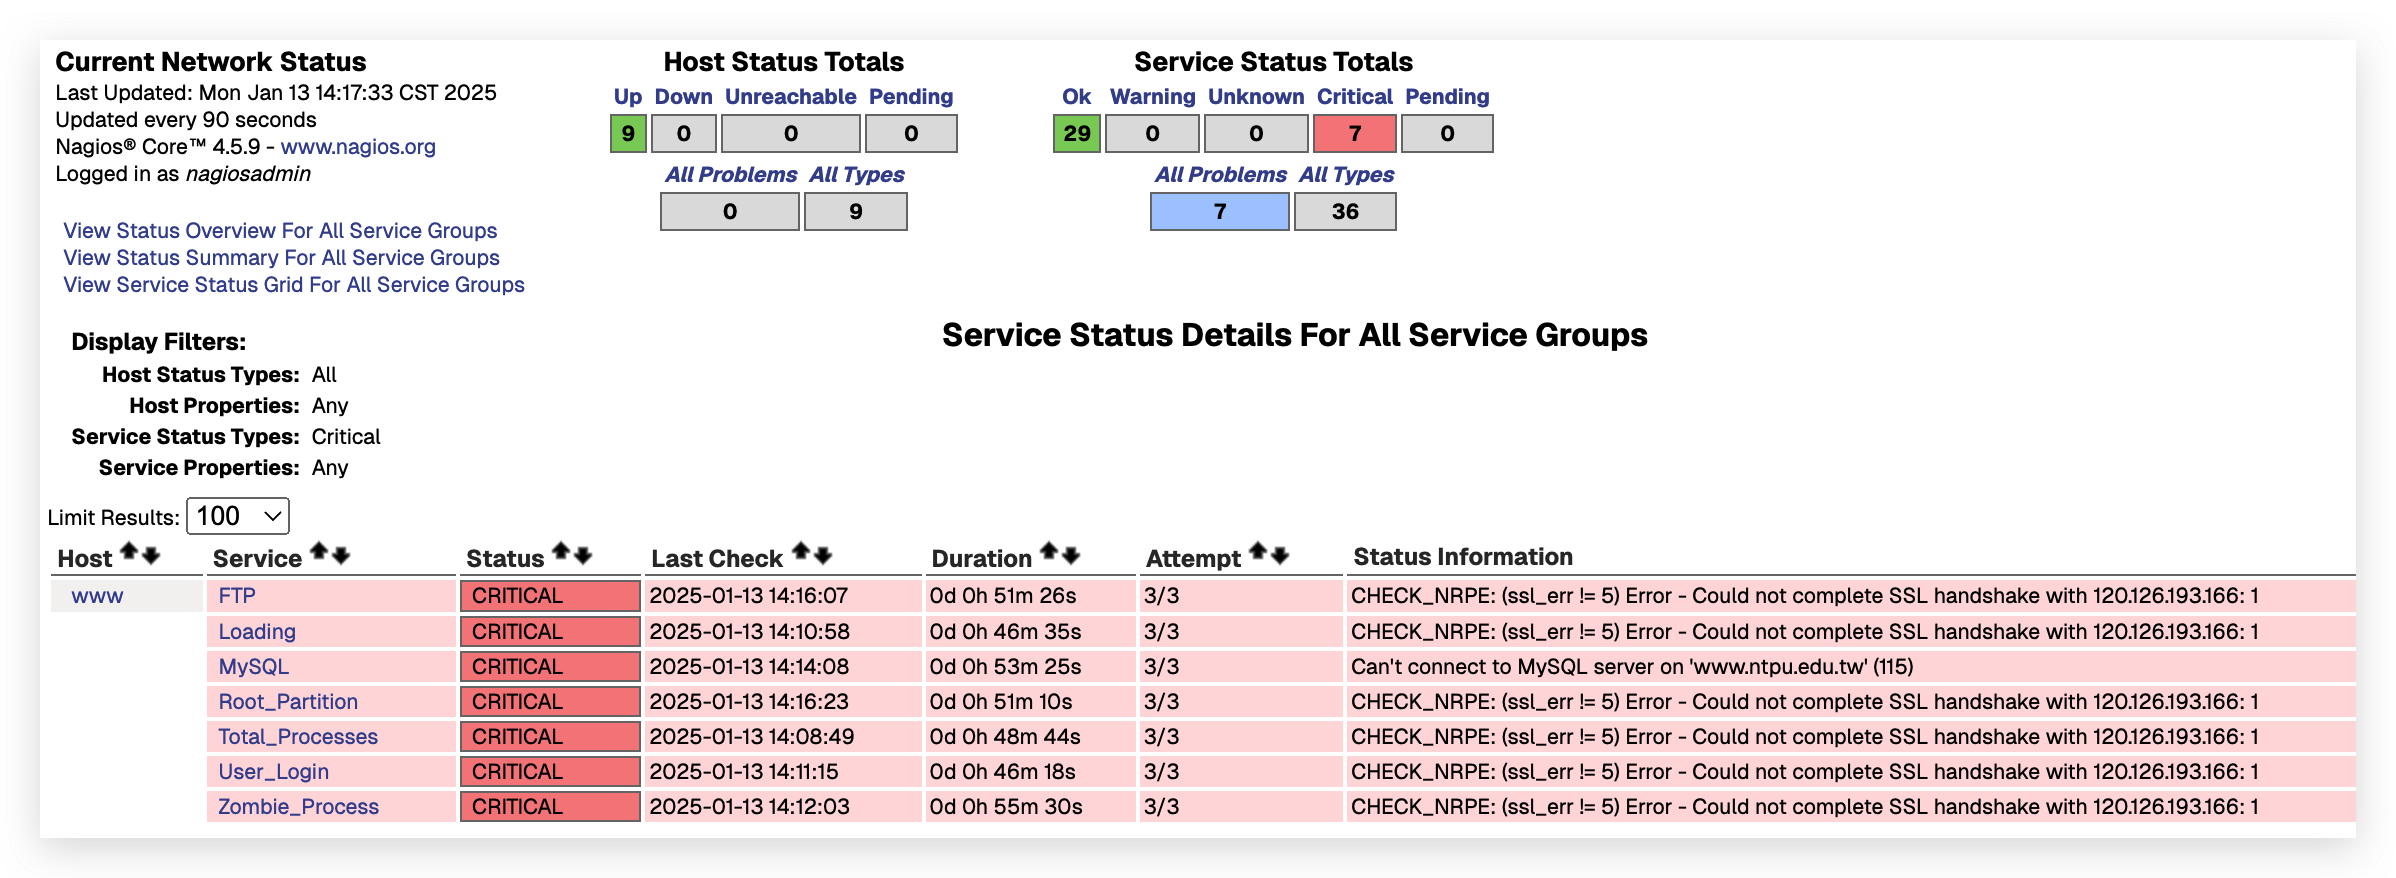 Current Network Status
Last Updated: Mon Jan 13 14:17:33 CST 2025
Updated every 90 seconds
Nagios® Core™ 4.5.9 - www.nagios.org
Logged in as nagiosadmin
View Status Overview For All Service Groups
View Status Summary For All Service Groups
View Service Status Grid For All Service Groups
Host Status Totals
Up Down Unreachable Pending
9 0 0 0
All Problems All Types
0 9
Service Status Totals
Ok Warning Unknown Critical Pending
29 0 0 7 0
All Problems All Types
7 36
Display Filters:
Host Status Types: All
Host Properties: Any
Service Status Types: Critical
Service Properties: Any
Service Status Details For All Service Groups
Limit Results: 100
Host Service Status Last Check Duration Attempt Status Information
www FTP CRITICAL 2025-01-13 14:16:07 0d 0h 51m 26s 3/3 CHECK_NRPE: (ssl_err != 5) Error - Could not complete SSL handshake with 120.126.193.166: 1
Loading CRITICAL 2025-01-13 14:10:58 0d 0h 46m 35s 3/3 CHECK_NRPE: (ssl_err != 5) Error - Could not complete SSL handshake with 120.126.193.166: 1
MySQL CRITICAL 2025-01-13 14:14:08 0d 0h 53m 25s 3/3 Can't connect to MySQL server on 'www.ntpu.edu.tw' (115)
Root_Partition CRITICAL 2025-01-13 14:16:23 0d 0h 51m 10s 3/3 CHECK_NRPE: (ssl_err != 5) Error - Could not complete SSL handshake with 120.126.193.166: 1
Total_Processes CRITICAL 2025-01-13 14:08:49 0d 0h 48m 44s 3/3 CHECK_NRPE: (ssl_err != 5) Error - Could not complete SSL handshake with 120.126.193.166: 1
User_Login CRITICAL 2025-01-13 14:11:15 0d 0h 46m 18s 3/3 CHECK_NRPE: (ssl_err != 5) Error - Could not complete SSL handshake with 120.126.193.166: 1
Zombie_Process CRITICAL 2025-01-13 14:12:03 0d 0h 55m 30s 3/3 CHECK_NRPE: (ssl_err != 5) Error - Could not complete SSL handshake with 120.126.193.166: 1